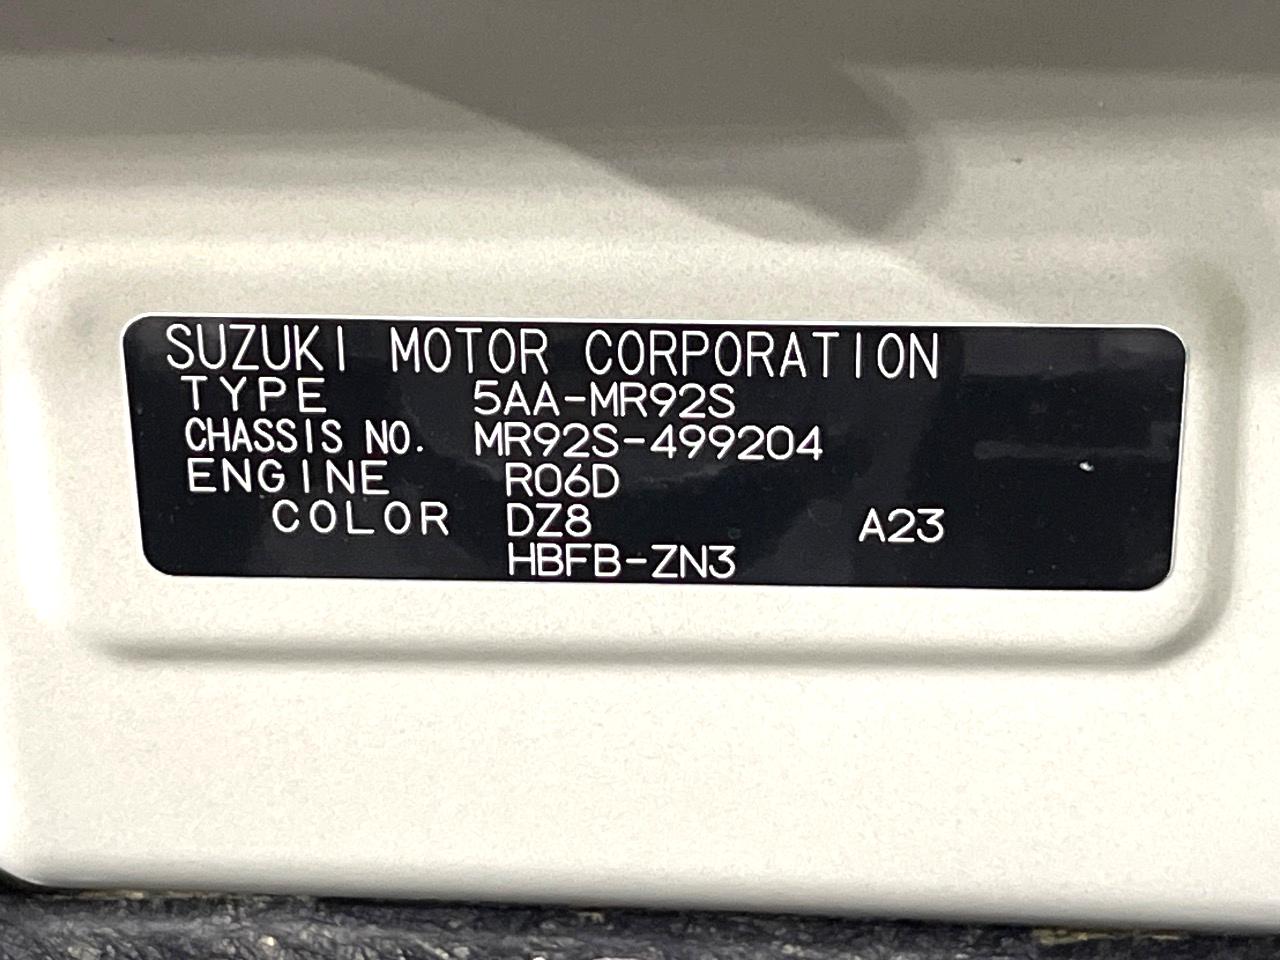 SUZUKI MOTOR CORPORATION
TYPE 5AA-MR92S
CHASSIS NO. MR92S-499204
ENGINE R06D
COLOR DZ8 A23
HBFB-ZN3